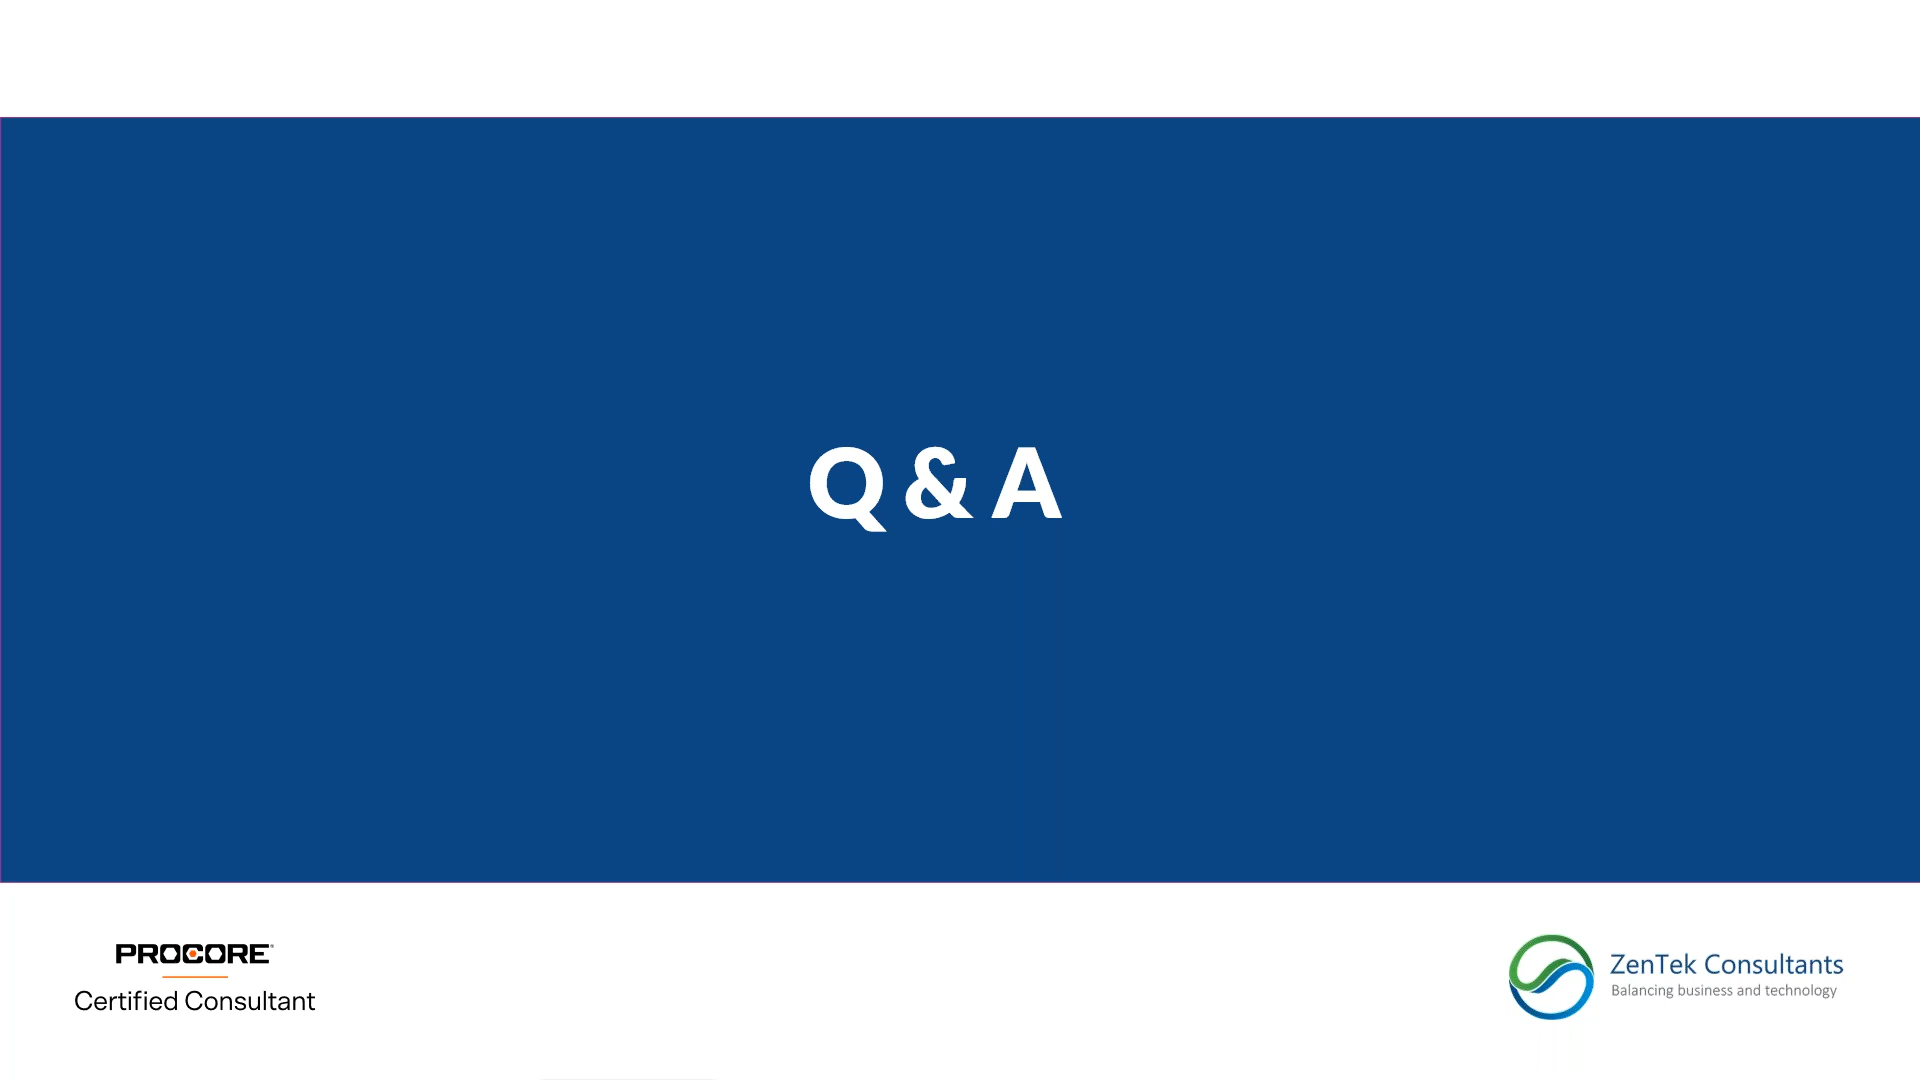 Q & A
PROCORE
Certified Consultant
ZenTek Consultants
Balancing business and technology